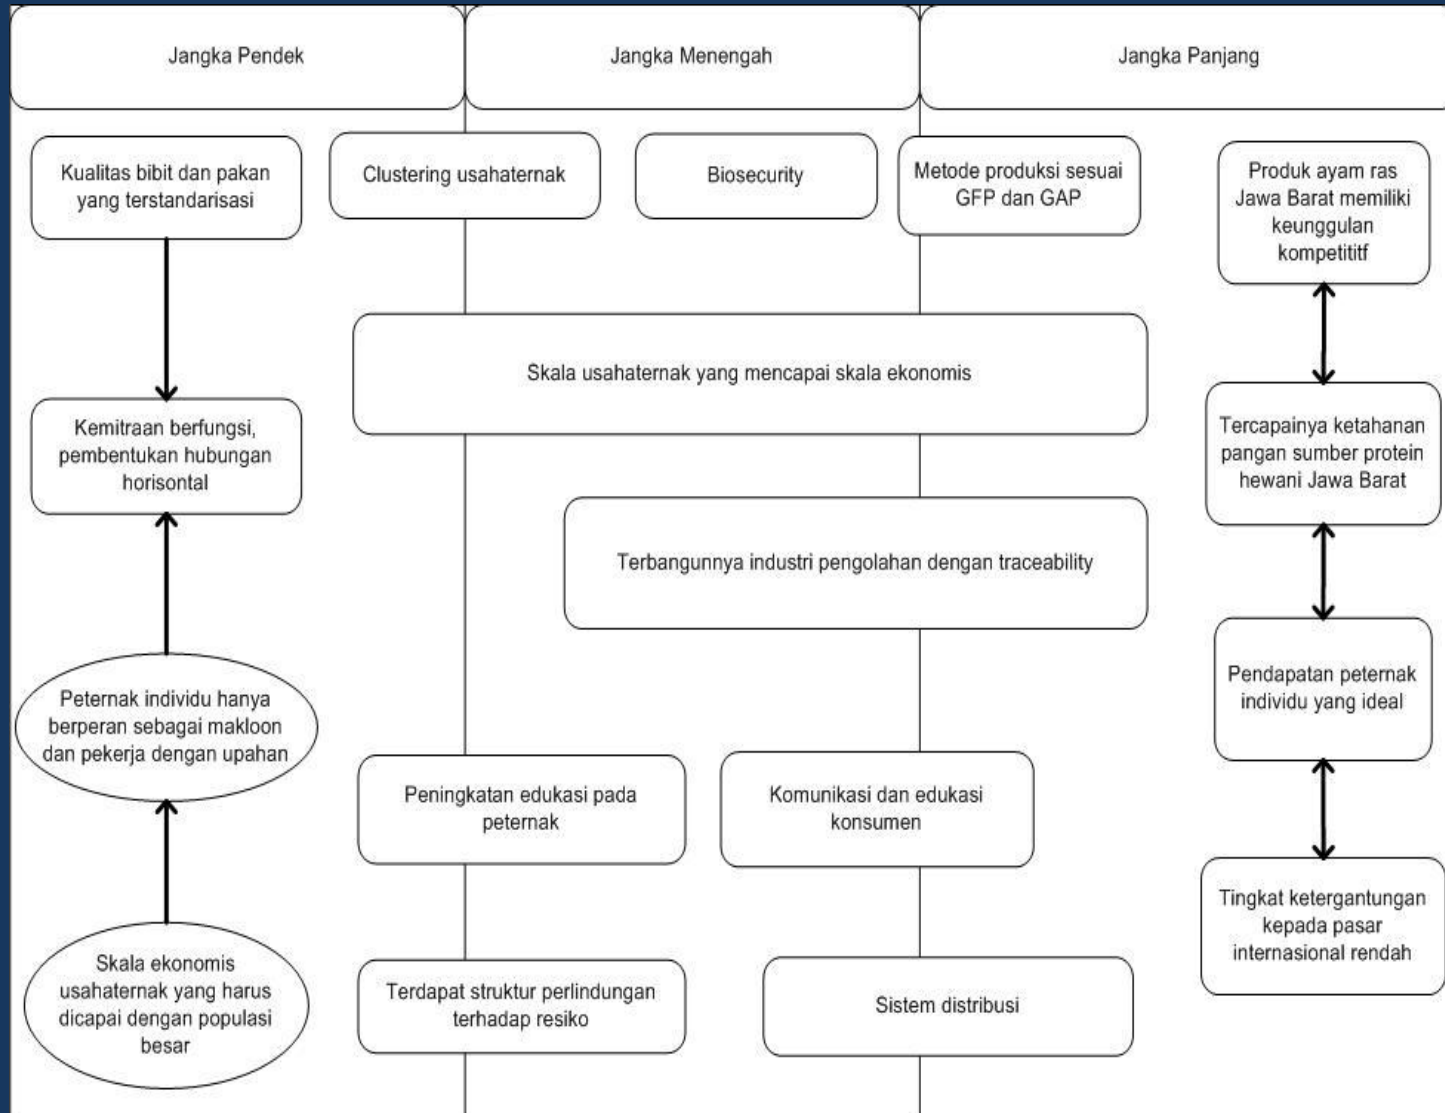 Jangka Pendek
Jangka Menengah
Jangka Panjang
Kualitas bibit dan pakan
yang terstandarisasi
Clustering usahaternak
Biosecurity
Metode produksi sesuai
GFP dan GAP
Produk ayam ras
Jawa Barat memiliki
keunggulan
kompetititf
Skala usahaternak yang mencapai skala ekonomis
Kemitraan berfungsi,
pembentukan hubungan
horisontal
Tercapainya ketahanan
pangan sumber protein
hewani Jawa Barat
Terbangunnya industri pengolahan dengan traceability
Peternak individu hanya
berperan sebagai makloon
dan pekerja dengan upahan
Pendapatan peternak
individu yang ideal
Peningkatan edukasi pada
peternak
Komunikasi dan edukasi
konsumen
Tingkat ketergantungan
kepada pasar
internasional rendah
Skala ekonomis
usahaternak yang harus
dicapai dengan populasi
besar
Terdapat struktur perlindungan
terhadap resiko
Sistem distribusi